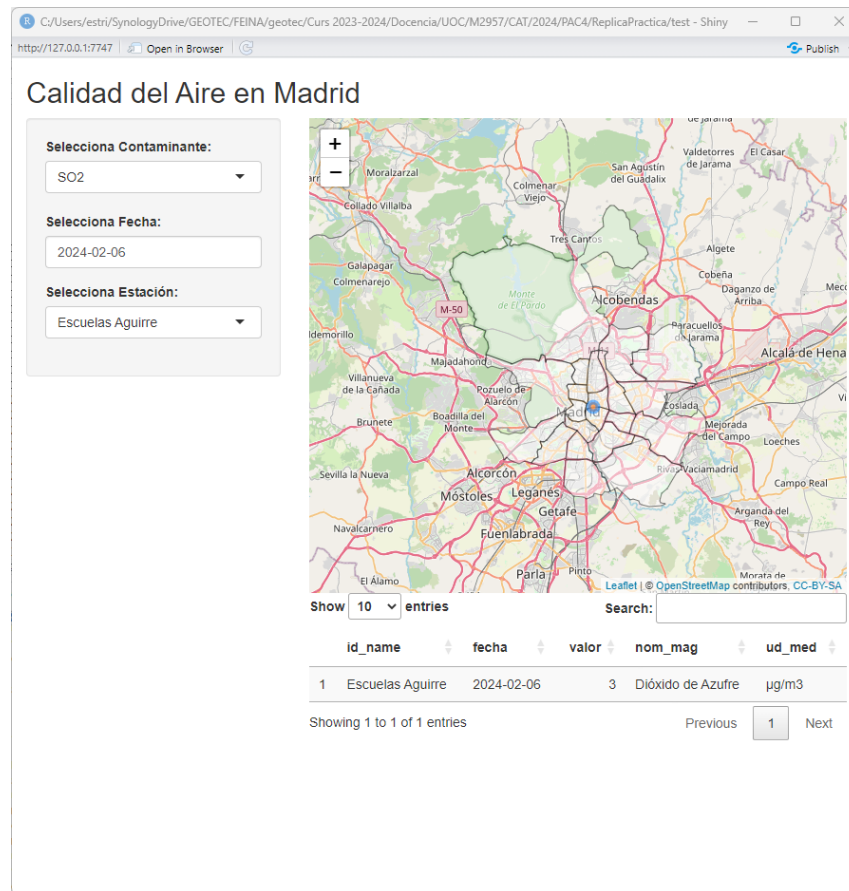 C:/Users/estri/SynologyDrive/GEOTEC/FEINA/geotec/Curs 2023-2024/Docencia/UOC/M2957/CAT/2024/PAC4/ReplicaPractica/test - Shiny
http://127.0.0.1:7747 Open in Browser Publish
Calidad del Aire en Madrid
Selecciona Contaminante:
SO2
Selecciona Fecha:
2024-02-06
Selecciona Estación:
Escuelas Aguirre
+
−
de Jarama
Valdetorres
de Jarama
El Casar
Moralzarzal
San Agustín
del Guadalix
Colmenar
Viejo
Collado Villalba
Tres Cantos
Algete
Galapagar
Colmenarejo
Cobeña
Monte
de El Pardo
Daganzo de
Arriba
Mecc
Alcobendas
M-50
Paracuellos
de Jarama
ldemorillo
Majadahonda
Alcalá de Hena
Villanueva
de la Cañada
Pozuelo de
Alarcón
Madrid
Coslada
Brunete
Boadilla del
Monte
Mejorada
del Campo
Loeches
Sevilla la Nueva
Alcorcón
Rivas-Vaciamadrid
Campo Real
Móstoles
Leganés
Getafe
Arganda del
Rey
Navalcarnero
Fuenlabrada
El Álamo
Parla
Pinto
Morata de
Leaflet | © OpenStreetMap contributors, CC-BY-SA
Show 10 entries Search:
id_name fecha valor nom_mag ud_med
1 Escuelas Aguirre 2024-02-06 3 Dióxido de Azufre µg/m3
Showing 1 to 1 of 1 entries Previous 1 Next